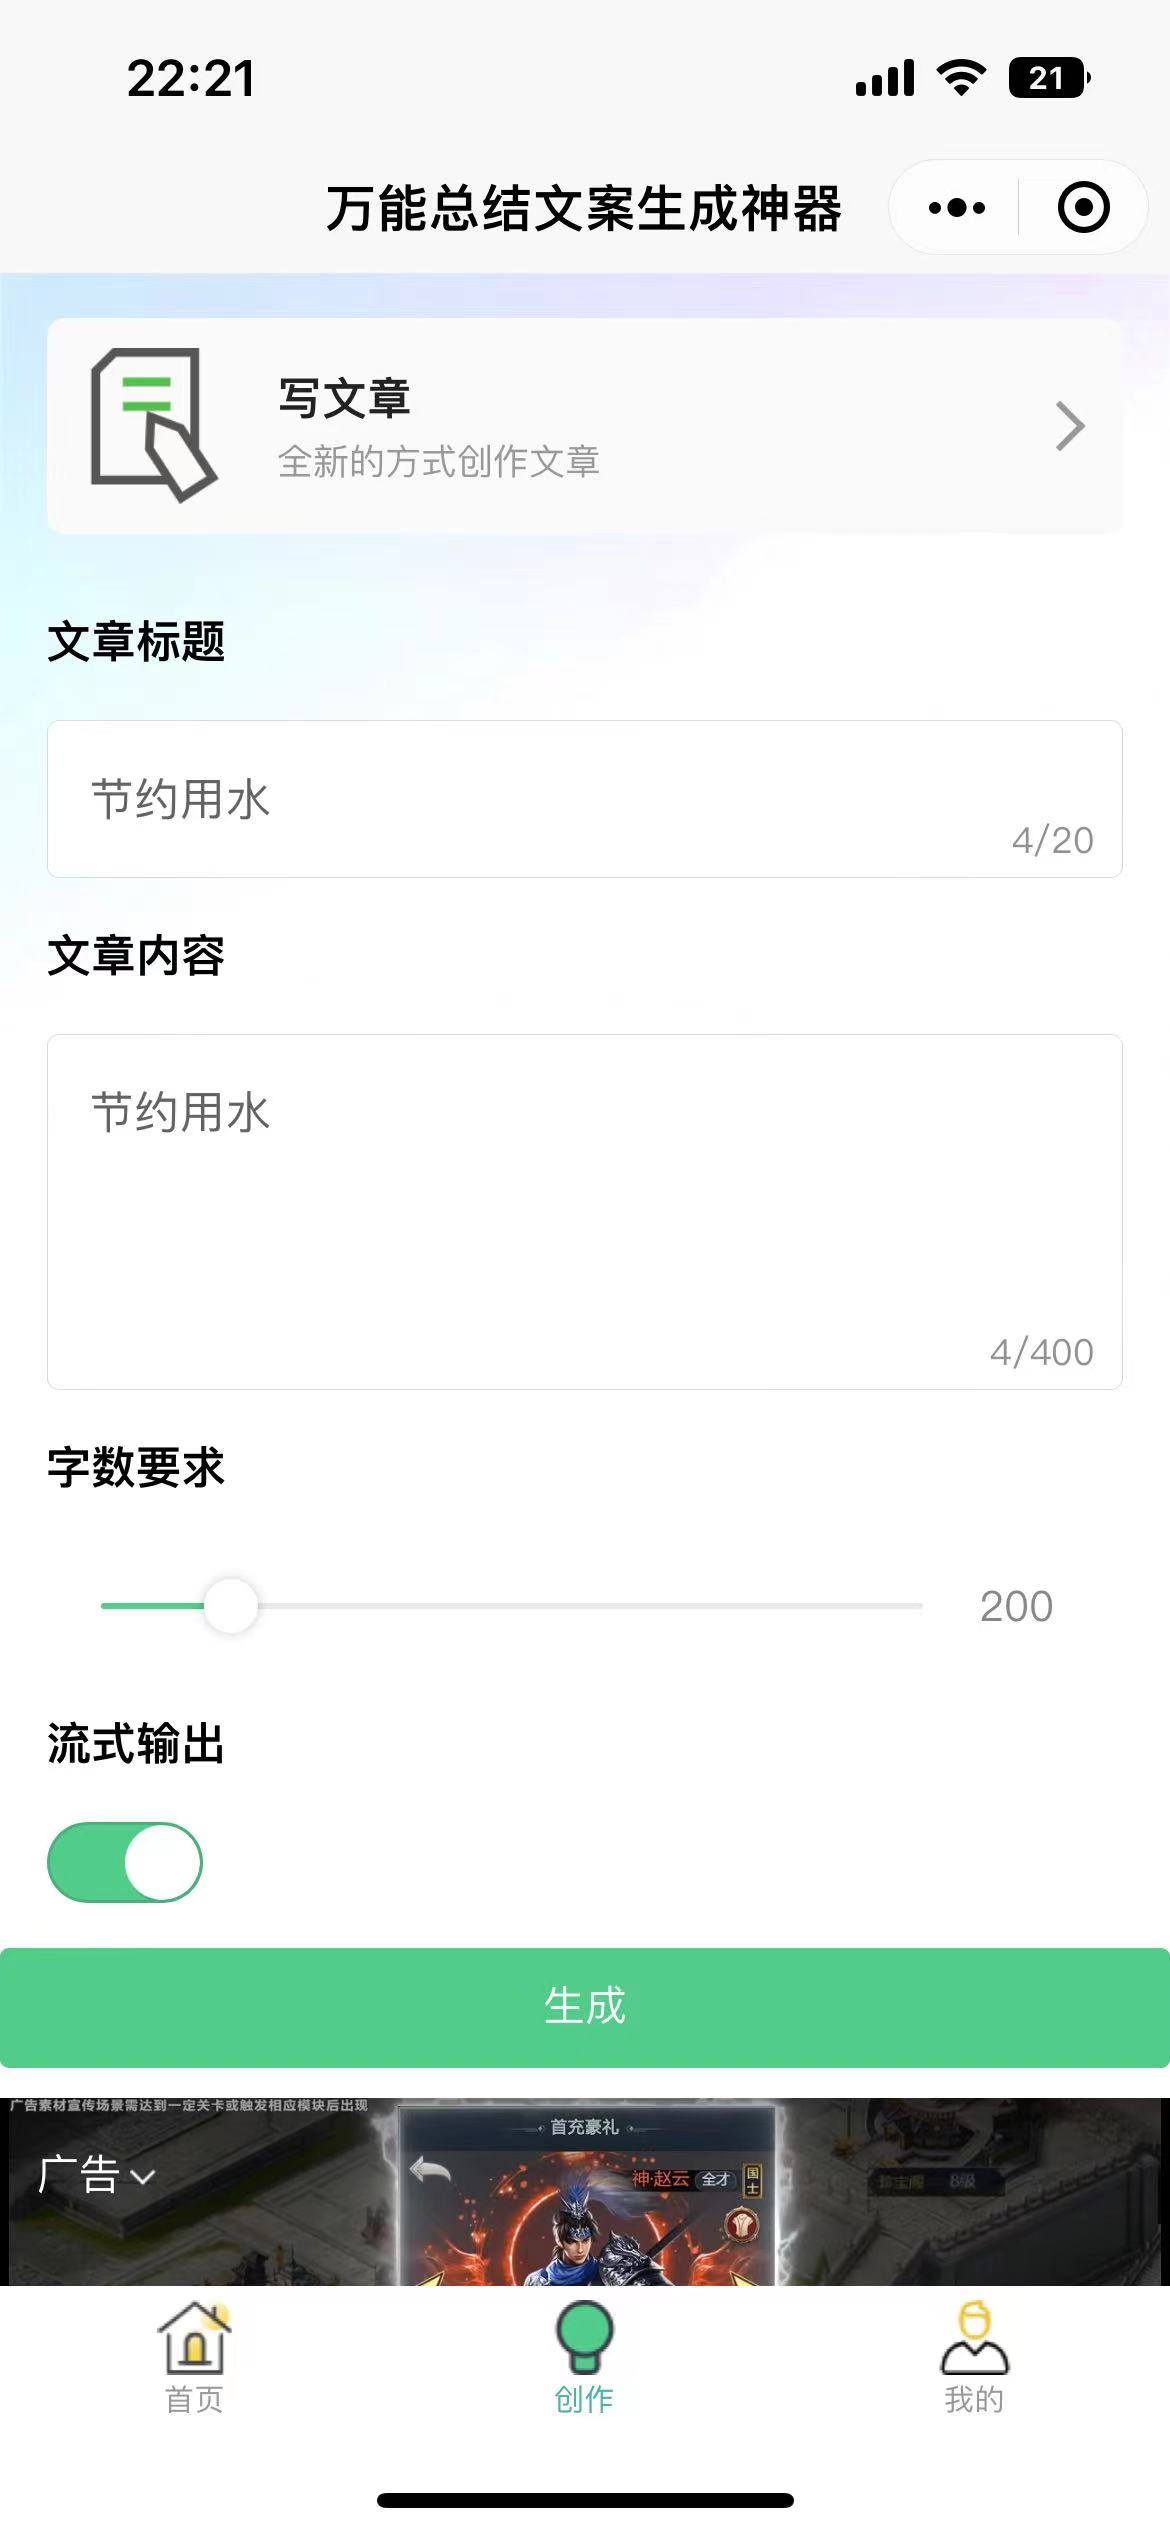 22:21
21
万能总结文案生成神器
写文章
全新的方式创作文章
文章标题
节约用水
4/20
文章内容
节约用水
4/400
字数要求
200
流式输出
生成
广告素材宣传场景需达到一定关卡或触发相应模块后出现
首充豪礼
广告
神·赵云 全才 国士
珍宝阁 8级
首页
创作
我的